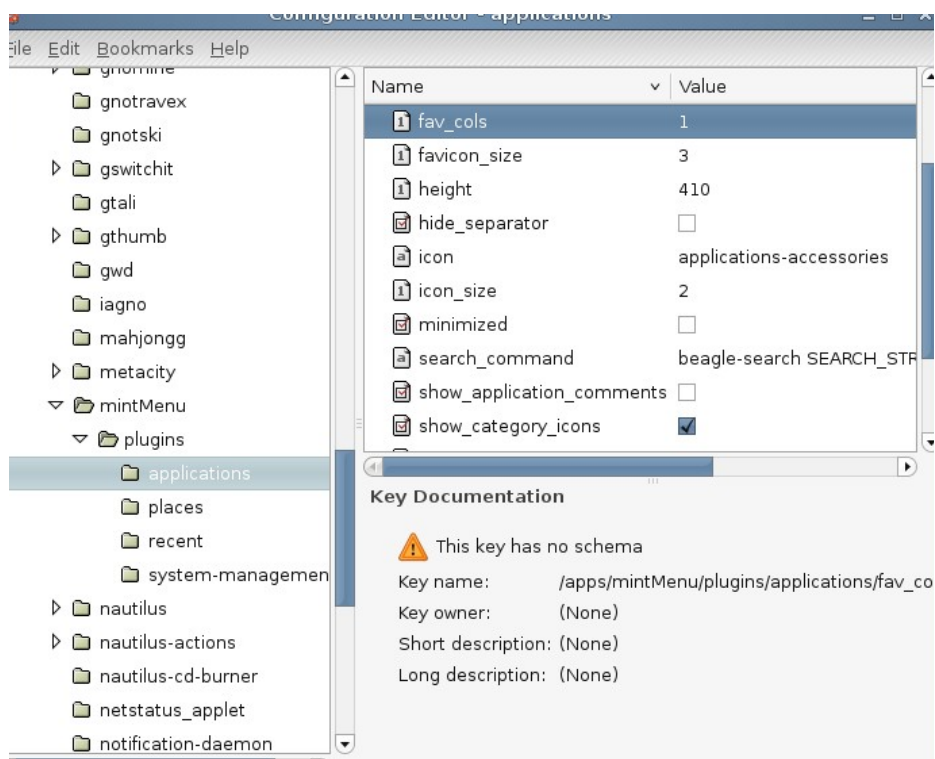 Configuration Editor - applications
File Edit Bookmarks Help
gnomine
gnotravex
gnotski
gswitchit
gtali
gthumb
gwd
iagno
mahjongg
metacity
mintMenu
plugins
applications
places
recent
system-managemen
nautilus
nautilus-actions
nautilus-cd-burner
netstatus_applet
notification-daemon
Name Value
fav_cols 1
favicon_size 3
height 410
hide_separator
icon applications-accessories
icon_size 2
minimized
search_command beagle-search SEARCH_STR
show_application_comments
show_category_icons
Key Documentation
This key has no schema
Key name: /apps/mintMenu/plugins/applications/fav_co
Key owner: (None)
Short description: (None)
Long description: (None)